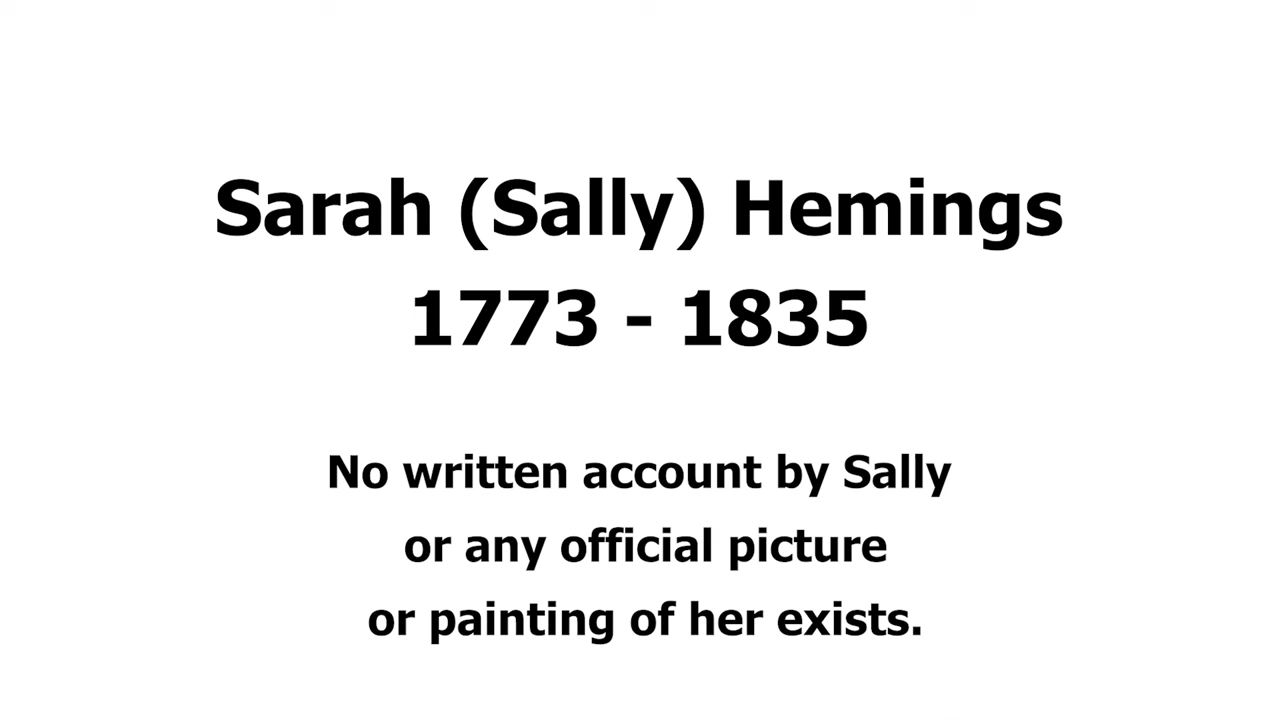 Sarah (Sally) Hemings
1773 - 1835
No written account by Sally
or any official picture
or painting of her exists.